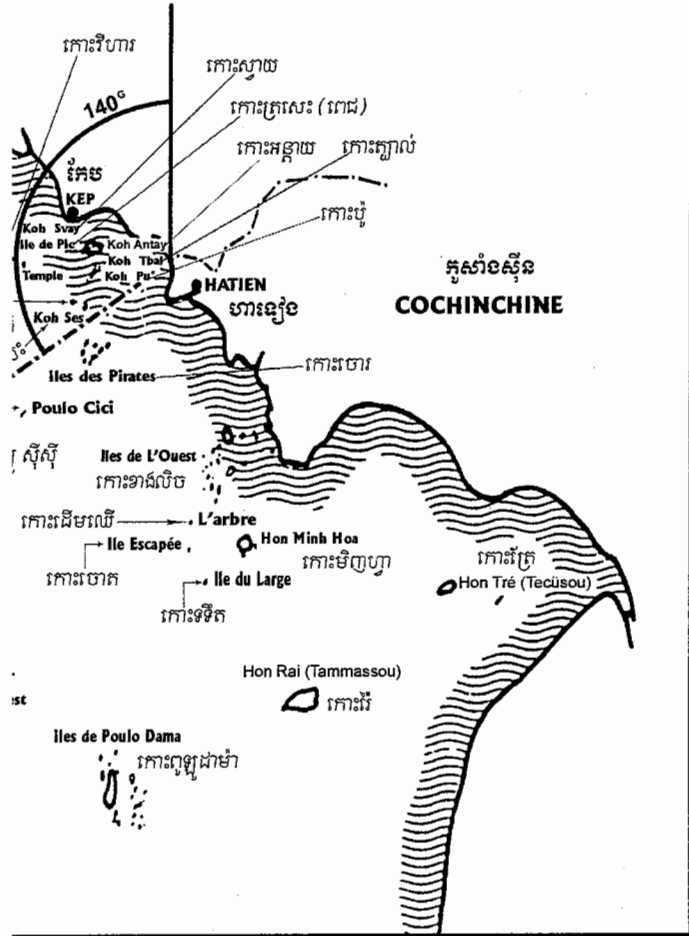 កោះវិហារ
កោះស្វាយ
140ᴳ
កោះត្រសេះ (ពេជ)
កោះអន្តាយ
កោះត្បាល់
កែប
KEP
Koh Svay
កោះប៉ូ
Ile de Pic
Koh Antay
Koh Tbal
Temple
Koh Pu
HATIEN
ហាទៀង
កូសាំងស៊ីន
COCHINCHINE
Koh Ses
Iles des Pirates
កោះចោរ
Poulo Cici
ស៊ីស៊ី
Iles de L'Ouest
កោះខាងលិច
កោះដើមឈើ
L'arbre
Ile Escapée
Hon Minh Hoa
កោះមិញហ្វា
កោះត្រែ
កោះចោត
Ile du Large
Hon Tré (Tecüsou)
កោះទទឹត
Hon Rai (Tammassou)
កោះរ៉ៃ
Iles de Poulo Dama
កោះពូឡូដាម៉ា